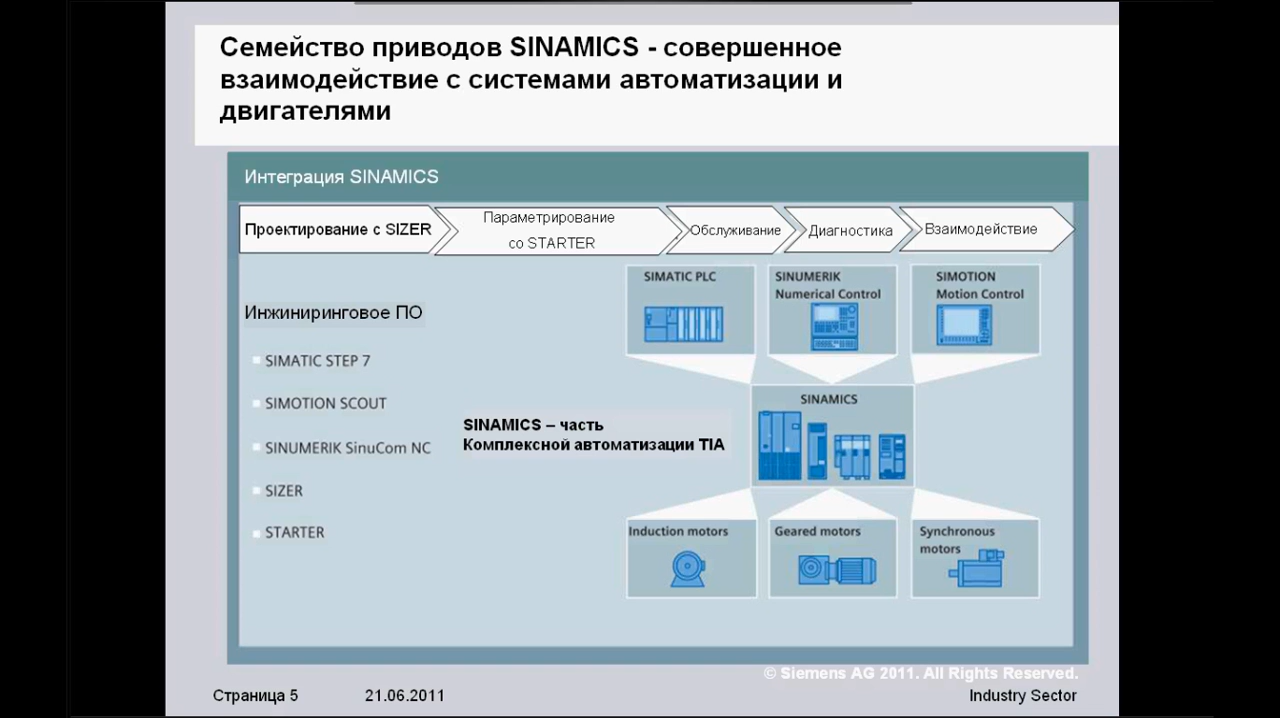 Семейство приводов SINAMICS - совершенное
взаимодействие с системами автоматизации и
двигателями
Интеграция SINAMICS
Проектирование с SIZER
Параметрирование
со STARTER
Обслуживание
Диагностика
Взаимодействие
Инжиниринговое ПО
SIMATIC STEP 7
SIMOTION SCOUT
SINUMERIK SinuCom NC
SIZER
STARTER
SINAMICS – часть
Комплексной автоматизации TIA
SIMATIC PLC
SINUMERIK
Numerical Control
SIMOTION
Motion Control
SINAMICS
Induction motors
Geared motors
Synchronous
motors
© Siemens AG 2011. All Rights Reserved.
Страница 5
21.06.2011
Industry Sector